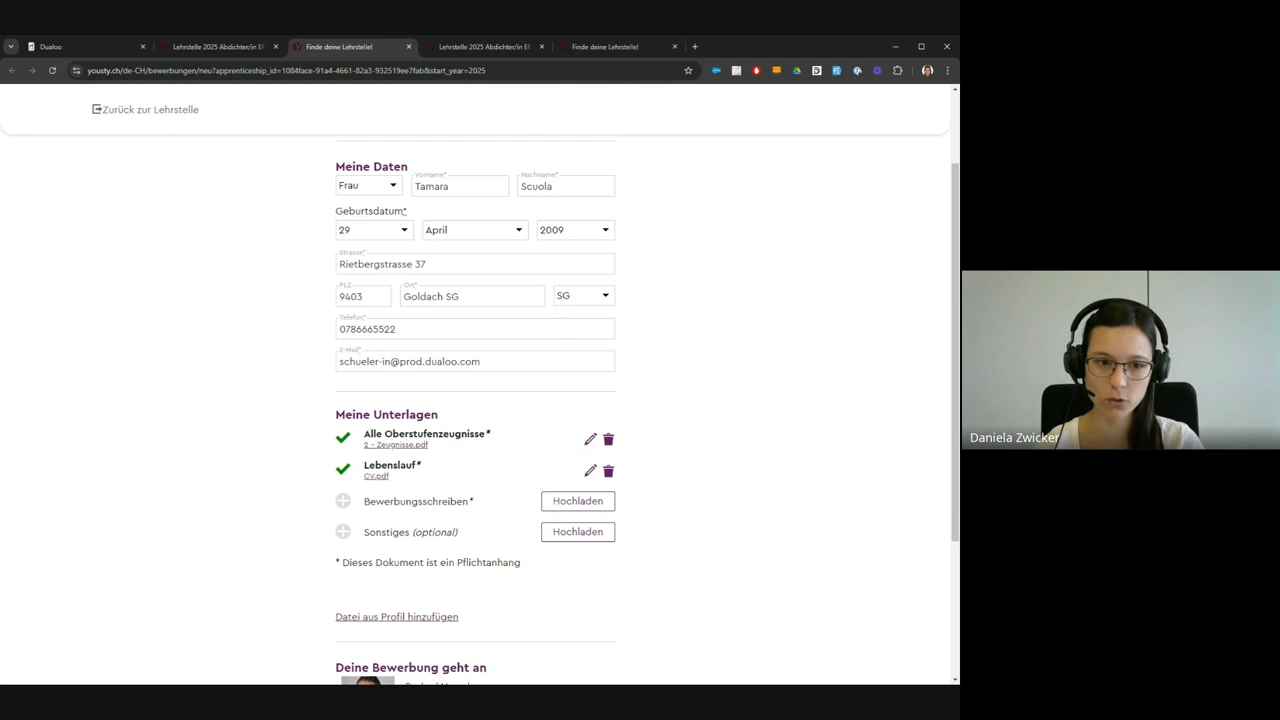 Dualoo
Lehrstelle 2025 Abdichter/in EF
Finde deine Lehrstelle!
Lehrstelle 2025 Abdichter/in EF
Finde deine Lehrstelle!
yousty.ch/de-CH/bewerbungen/neu?apprenticeship_id=1084face-91a4-4661-82a3-932519ee7fab&start_year=2025
Zurück zur Lehrstelle
Meine Daten
Frau
Vorname*
Tamara
Nachname*
Scuola
Geburtsdatum*
29
April
2009
Strasse*
Rietbergstrasse 37
PLZ
9403
Ort*
Goldach SG
SG
Telefon*
0786665522
E-Mail*
schueler-in@prod.dualoo.com
Meine Unterlagen
Alle Oberstufenzeugnisse*
2 - Zeugnisse.pdf
Lebenslauf*
CV.pdf
Bewerbungsschreiben*
Hochladen
Sonstiges (optional)
Hochladen
* Dieses Dokument ist ein Pflichtanhang
Datei aus Profil hinzufügen
Deine Bewerbung geht an
Daniela Zwicker